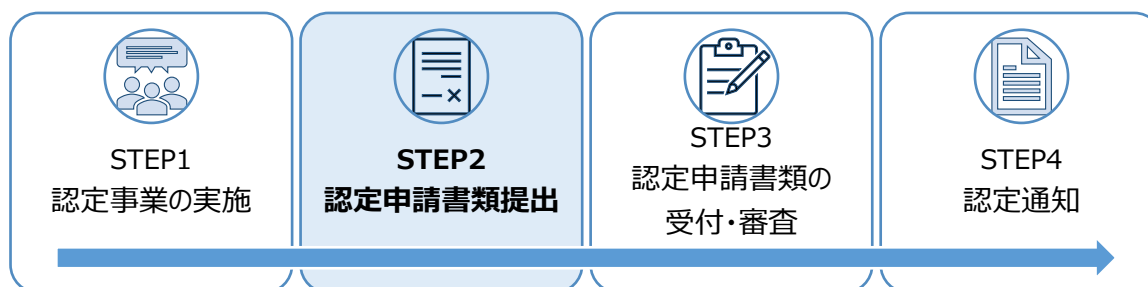 STEP1
認定事業の実施
STEP2
認定申請書類提出
STEP3
認定申請書類の
受付・審査
STEP4
認定通知